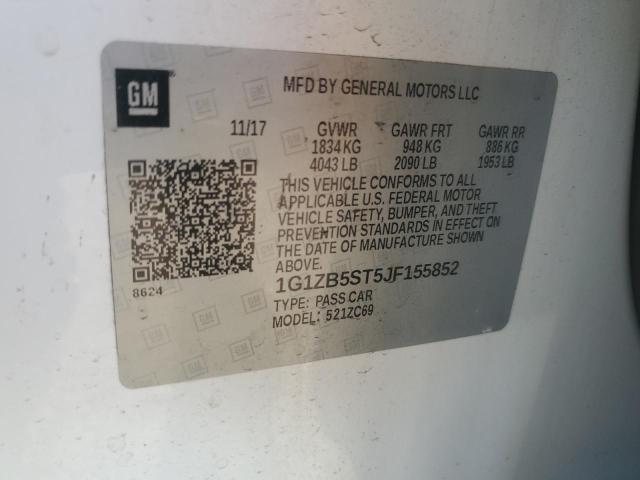 GM
MFD BY GENERAL MOTORS LLC
11/17 GVWR GAWR FRT GAWR RR
1834 KG 948 KG 886 KG
4043 LB 2090 LB 1953 LB
THIS VEHICLE CONFORMS TO ALL
APPLICABLE U.S. FEDERAL MOTOR
VEHICLE SAFETY, BUMPER, AND THEFT
PREVENTION STANDARDS IN EFFECT ON
THE DATE OF MANUFACTURE SHOWN
ABOVE.
8624
1G1ZB5ST5JF155852
TYPE: PASS CAR
MODEL: 521ZC69